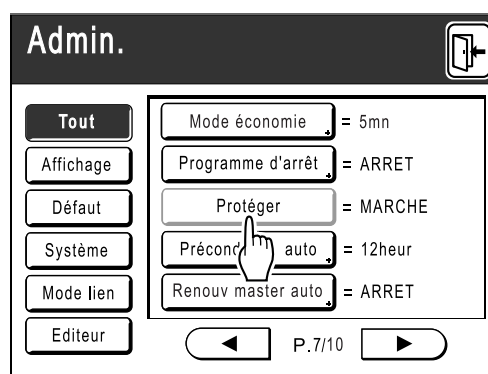 Admin.
Tout
Affichage
Défaut
Système
Mode lien
Editeur
Mode économie = 5mn
Programme d'arrêt = ARRET
Protéger = MARCHE
auto = 12heur
Renouv master auto = ARRET
P.7/10